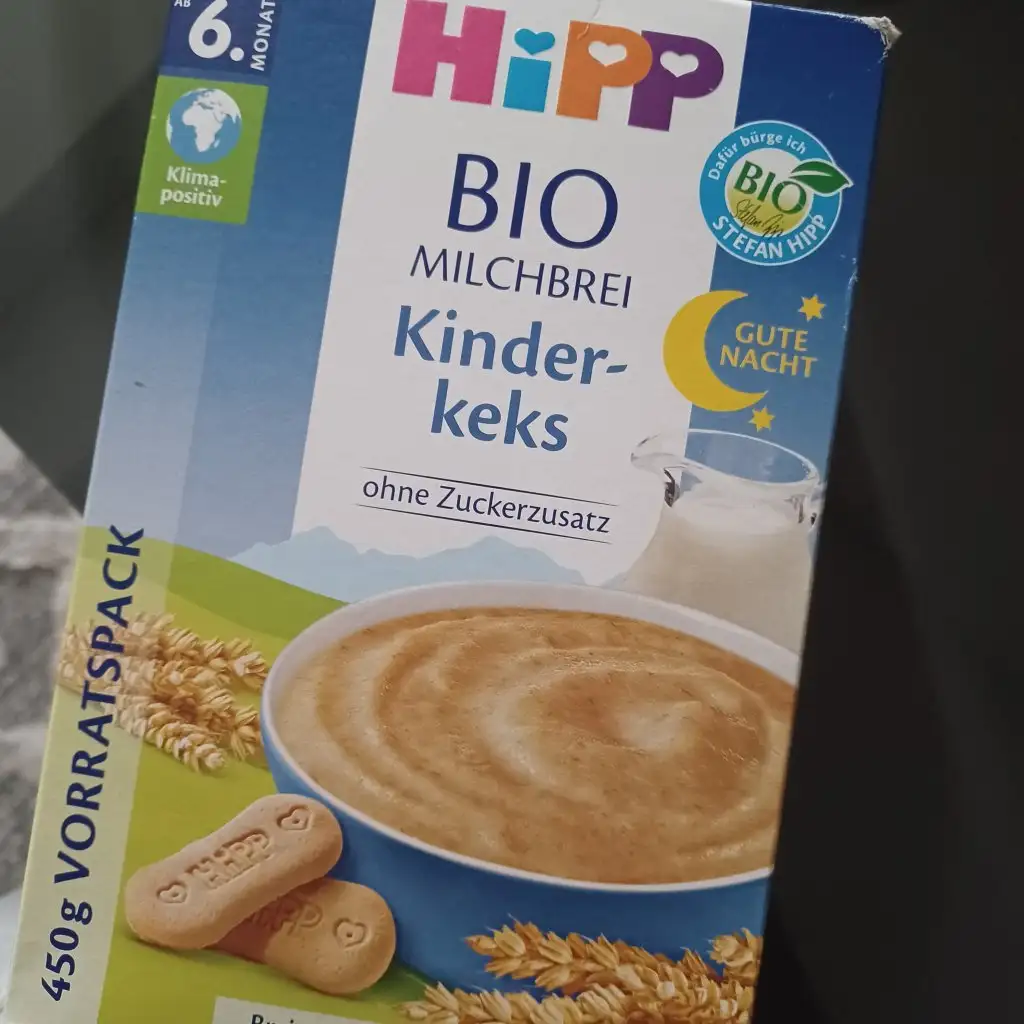 AB
6.
MONAT
HiPP
Klima-
positiv
BIO
MILCHBREI
Kinder-
keks
ohne Zuckerzusatz
Dafür bürge ich
BIO
STEFAN HIPP
GUTE
NACHT
450g VORRATSPACK
HiPP
HiPP